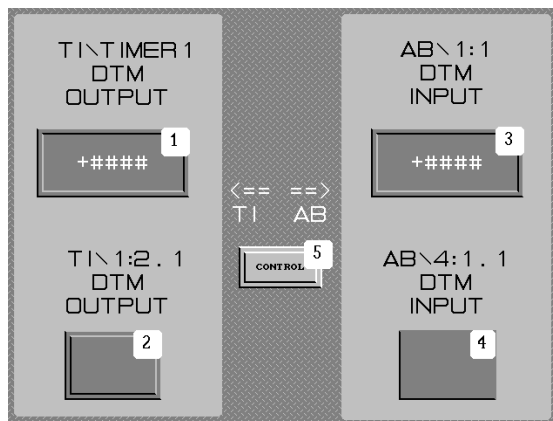 TI\TIMER1
DTM
OUTPUT
1
+####
TI\1:2.1
DTM
OUTPUT
2
<== ==>
TI AB
5
CONTROL
AB\1:1
DTM
INPUT
3
+####
AB\4:1.1
DTM
INPUT
4